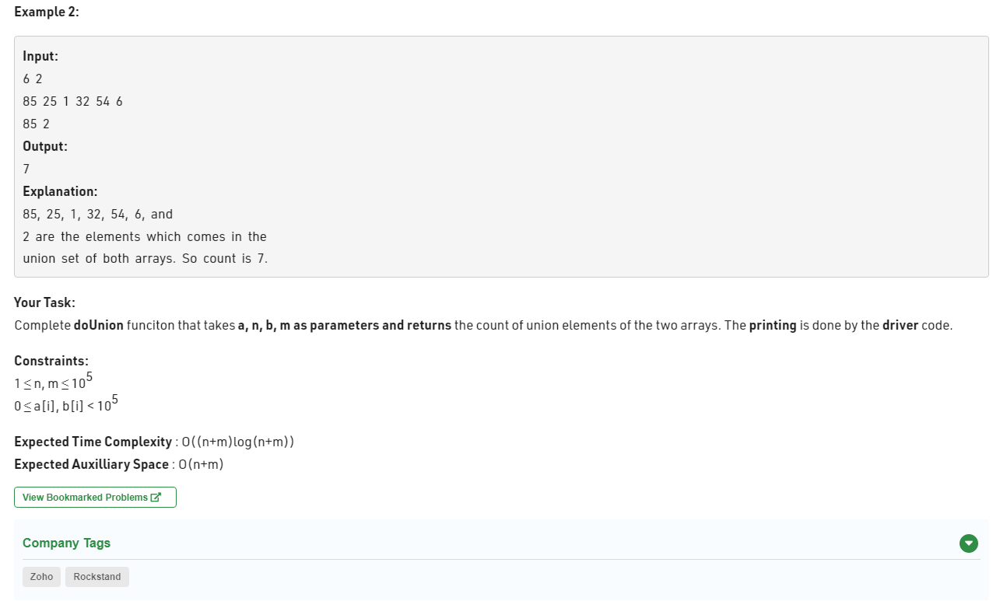 Example 2:
Input:
6 2
85 25 1 32 54 6
85 2
Output:
7
Explanation:
85, 25, 1, 32, 54, 6, and
2 are the elements which comes in the
union set of both arrays. So count is 7.
Your Task:
Complete doUnion funciton that takes a, n, b, m as parameters and returns the count of union elements of the two arrays. The printing is done by the driver code.
Constraints:
1 ≤ n, m ≤ 10^5
0 ≤ a[i], b[i] < 10^5
Expected Time Complexity : O((n+m)log(n+m))
Expected Auxilliary Space : O(n+m)
View Bookmarked Problems
Company Tags
Zoho Rockstand